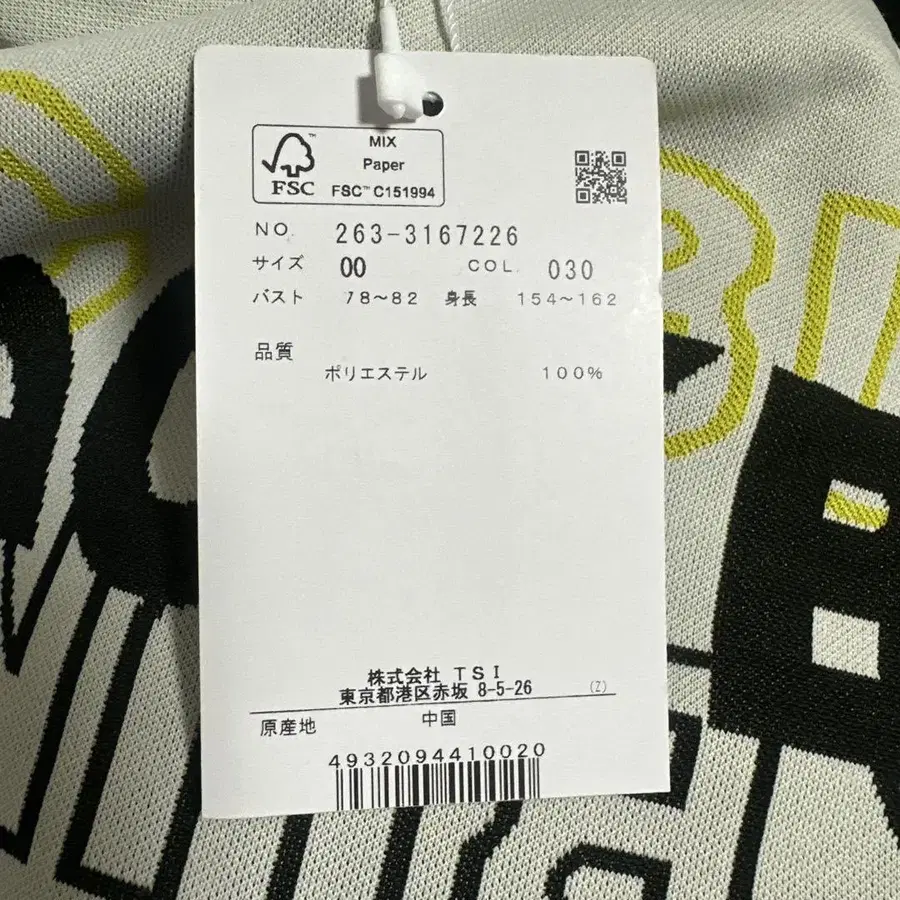 MIX
Paper
FSC™ C151994
FSC
NO. 263-3167226
サイズ 00 COL. 030
バスト 78～82 身長 154～162
品質
ポリエステル 100%
株式会社 TSI
東京都港区赤坂 8-5-26 (Z)
原産地 中国
4932094410020